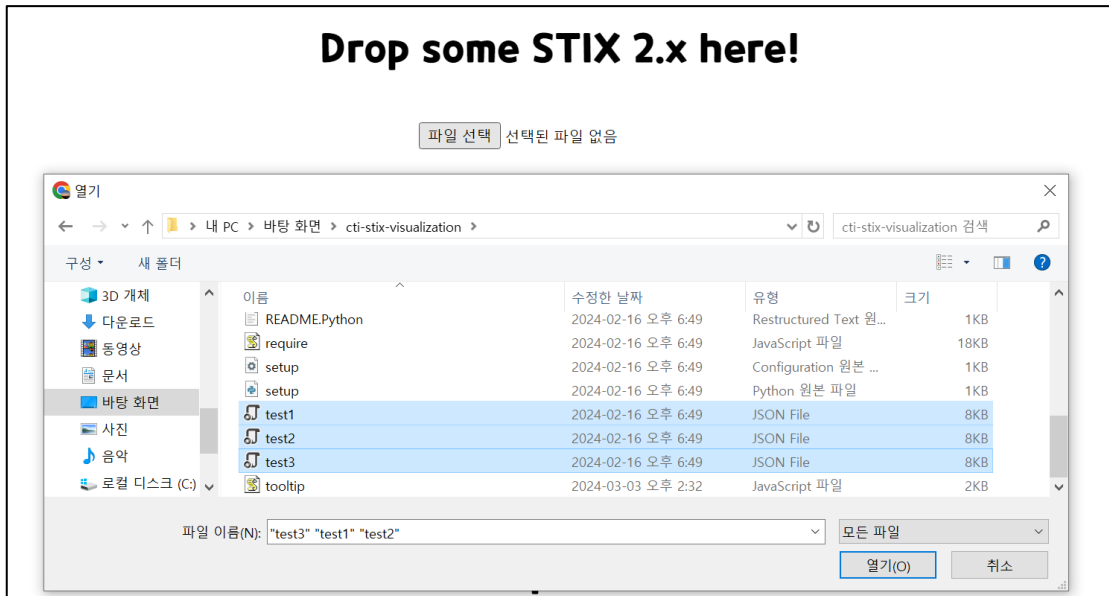 Drop some STIX 2.x here!
파일 선택 선택된 파일 없음
열기
내 PC > 바탕 화면 > cti-stix-visualization >
cti-stix-visualization 검색
구성 새 폴더
3D 개체
다운로드
동영상
문서
바탕 화면
사진
음악
로컬 디스크 (C:)
이름 수정한 날짜 유형 크기
README.Python 2024-02-16 오후 6:49 Restructured Text 원... 1KB
require 2024-02-16 오후 6:49 JavaScript 파일 18KB
setup 2024-02-16 오후 6:49 Configuration 원본 ... 1KB
setup 2024-02-16 오후 6:49 Python 원본 파일 1KB
test1 2024-02-16 오후 6:49 JSON File 8KB
test2 2024-02-16 오후 6:49 JSON File 8KB
test3 2024-02-16 오후 6:49 JSON File 8KB
tooltip 2024-03-03 오후 2:32 JavaScript 파일 2KB
파일 이름(N): "test3" "test1" "test2" 모든 파일
열기(O) 취소